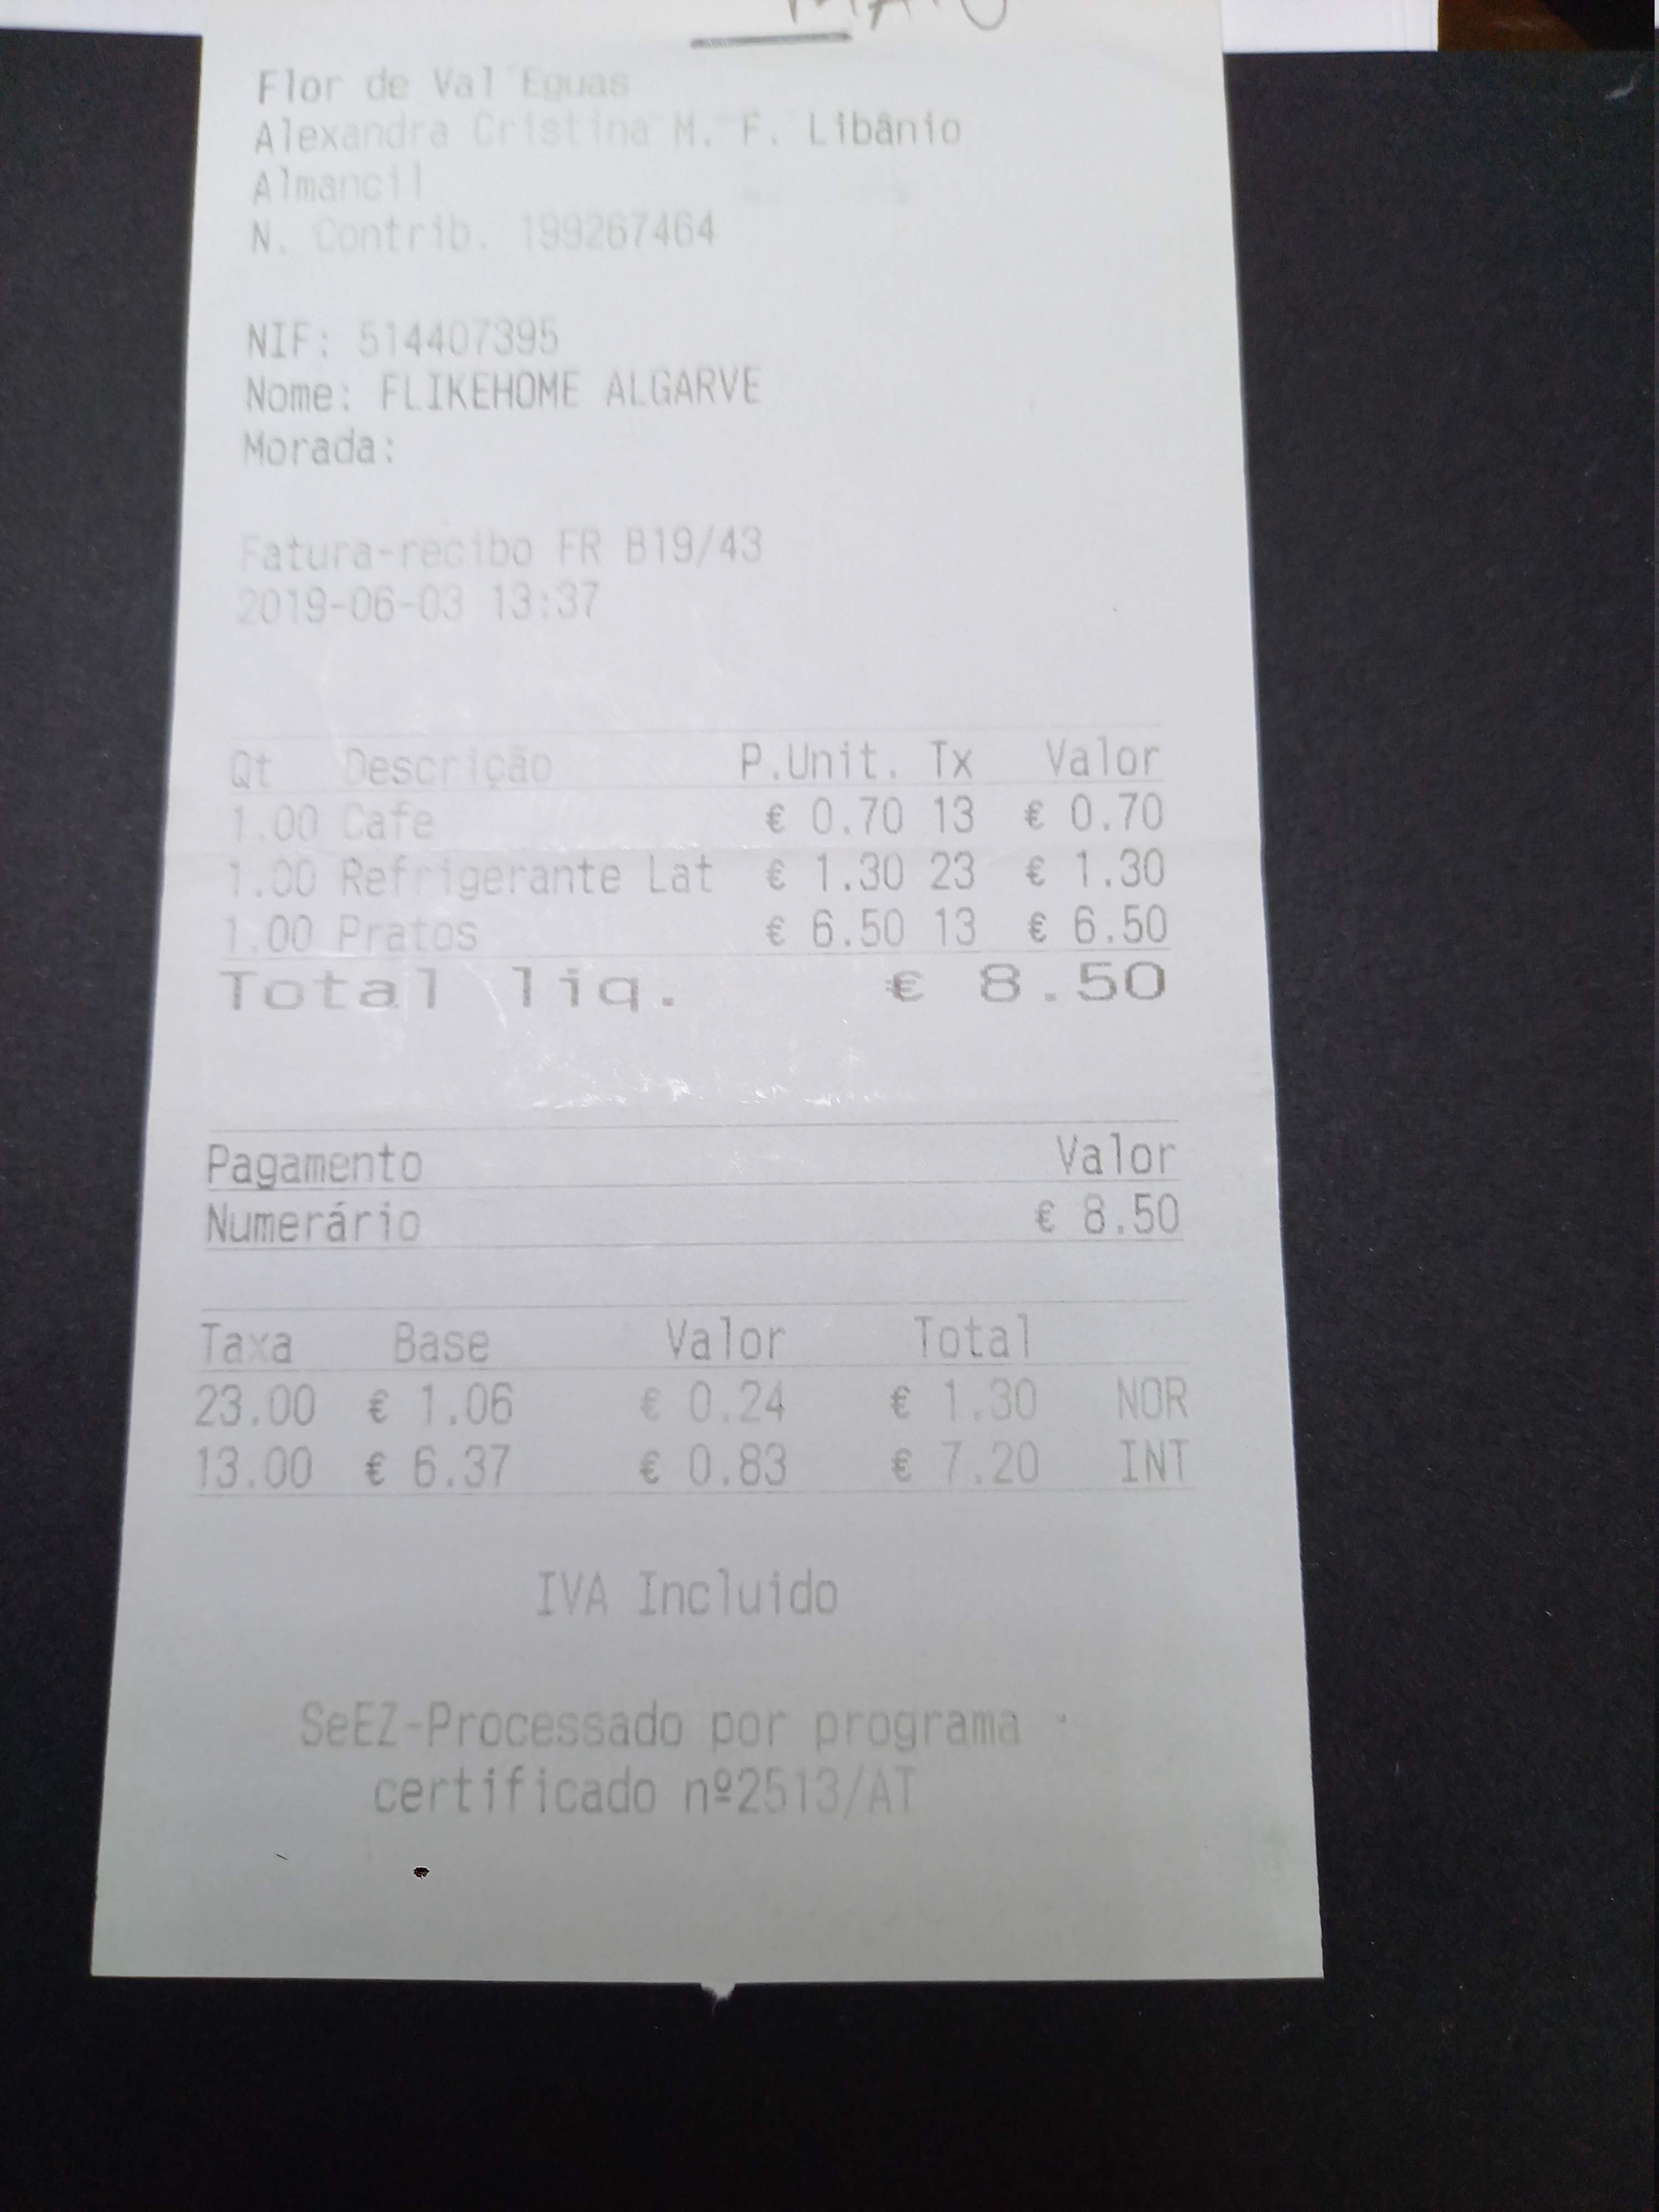 Flor de Val Eguas
Alexandra Cristina M. F. Libânio
Almancil
N. Contrib. 199267464
NIF: 514407395
Nome: FLIKEHOME ALGARVE
Morada:
Fatura-recibo FR B19/43
2019-06-03 13:37
Qt Descrição P.Unit. Tx Valor
1.00 Cafe € 0.70 13 € 0.70
1.00 Refrigerante Lat € 1.30 23 € 1.30
1.00 Pratos € 6.50 13 € 6.50
Total liq. € 8.50
Pagamento Valor
Numerário € 8.50
Taxa Base Valor Total
23.00 € 1.06 € 0.24 € 1.30 NOR
13.00 € 6.37 € 0.83 € 7.20 INT
IVA Incluido
SeEZ-Processado por programa
certificado nº2513/AT